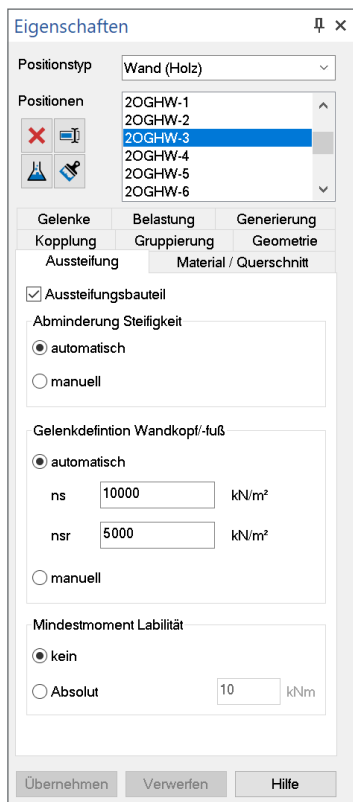 Eigenschaften
Positionstyp Wand (Holz)
Positionen
2OGHW-1
2OGHW-2
2OGHW-3
2OGHW-4
2OGHW-5
2OGHW-6
Gelenke Belastung Generierung
Kopplung Gruppierung Geometrie
Aussteifung Material / Querschnitt
Aussteifungsbauteil
Abminderung Steifigkeit
automatisch
manuell
Gelenkdefintion Wandkopf/-fuß
automatisch
ns 10000 kN/m²
nsr 5000 kN/m²
manuell
Mindestmoment Labilität
kein
Absolut 10 kNm
Übernehmen Verwerfen Hilfe